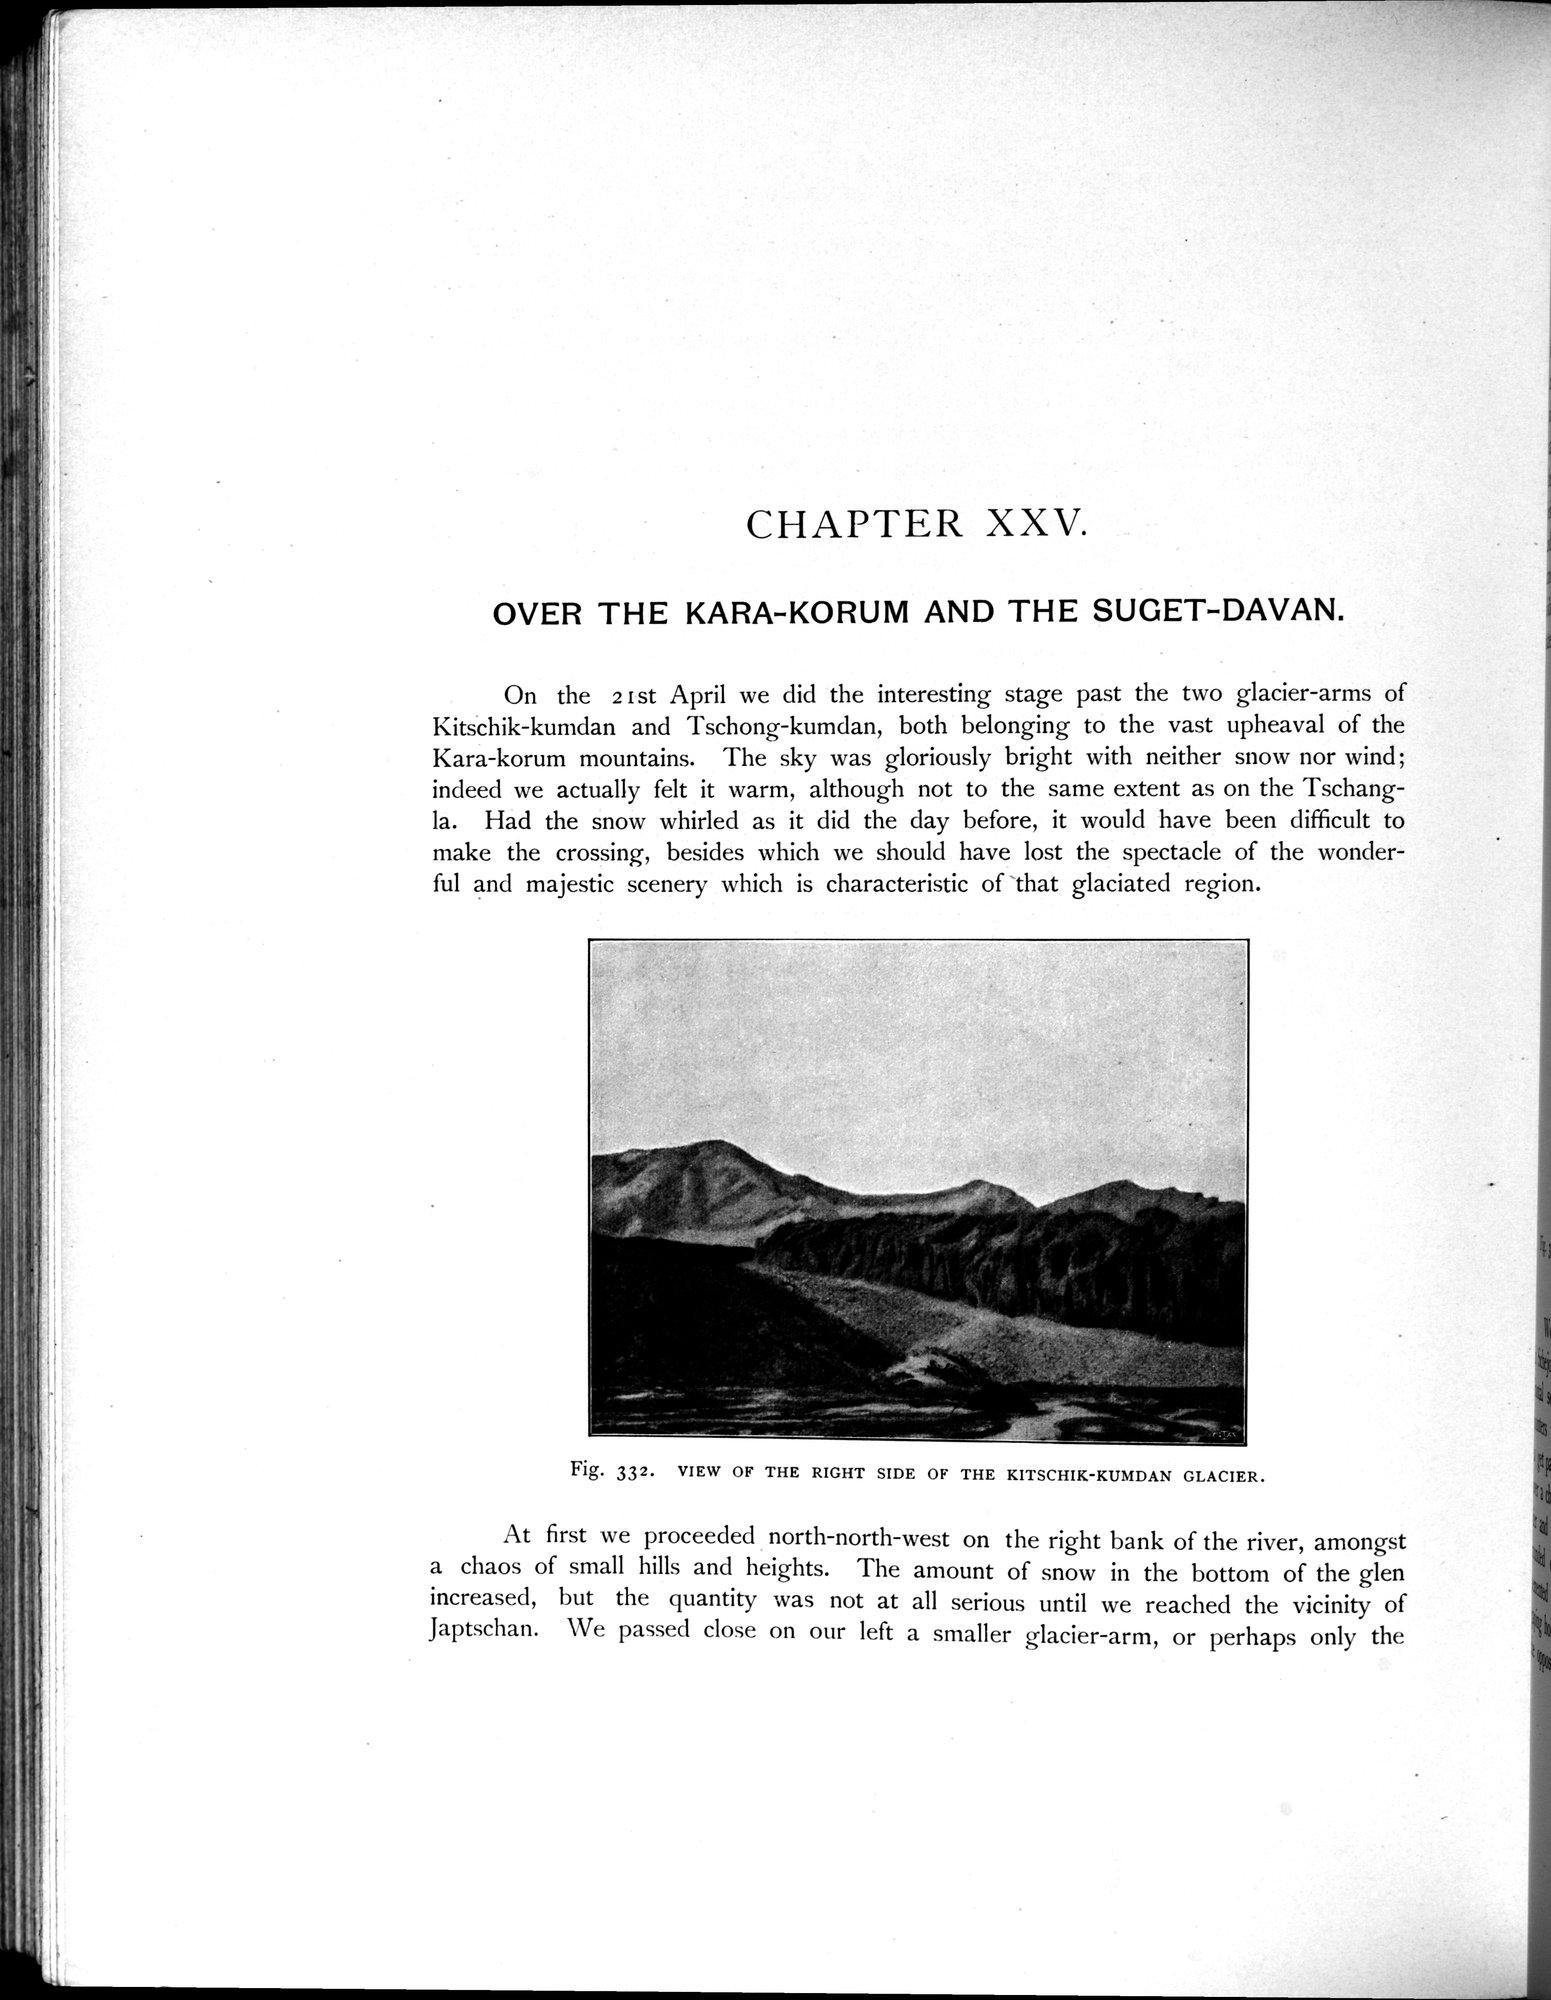 CHAPTER XXV.
OVER THE KARA-KORUM AND THE SUGET-DAVAN.
On the 21st April we did the interesting stage past the two glacier-arms of
Kitschik-kumdan and Tschong-kumdan, both belonging to the vast upheaval of the
Kara-korum mountains. The sky was gloriously bright with neither snow nor wind;
indeed we actually felt it warm, although not to the same extent as on the Tschang-
la. Had the snow whirled as it did the day before, it would have been difficult to
make the crossing, besides which we should have lost the spectacle of the wonder-
ful and majestic scenery which is characteristic of that glaciated region.
Fig. 332. VIEW OF THE RIGHT SIDE OF THE KITSCHIK-KUMDAN GLACIER.
At first we proceeded north-north-west on the right bank of the river, amongst
a chaos of small hills and heights. The amount of snow in the bottom of the glen
increased, but the quantity was not at all serious until we reached the vicinity of
Japtschan. We passed close on our left a smaller glacier-arm, or perhaps only the